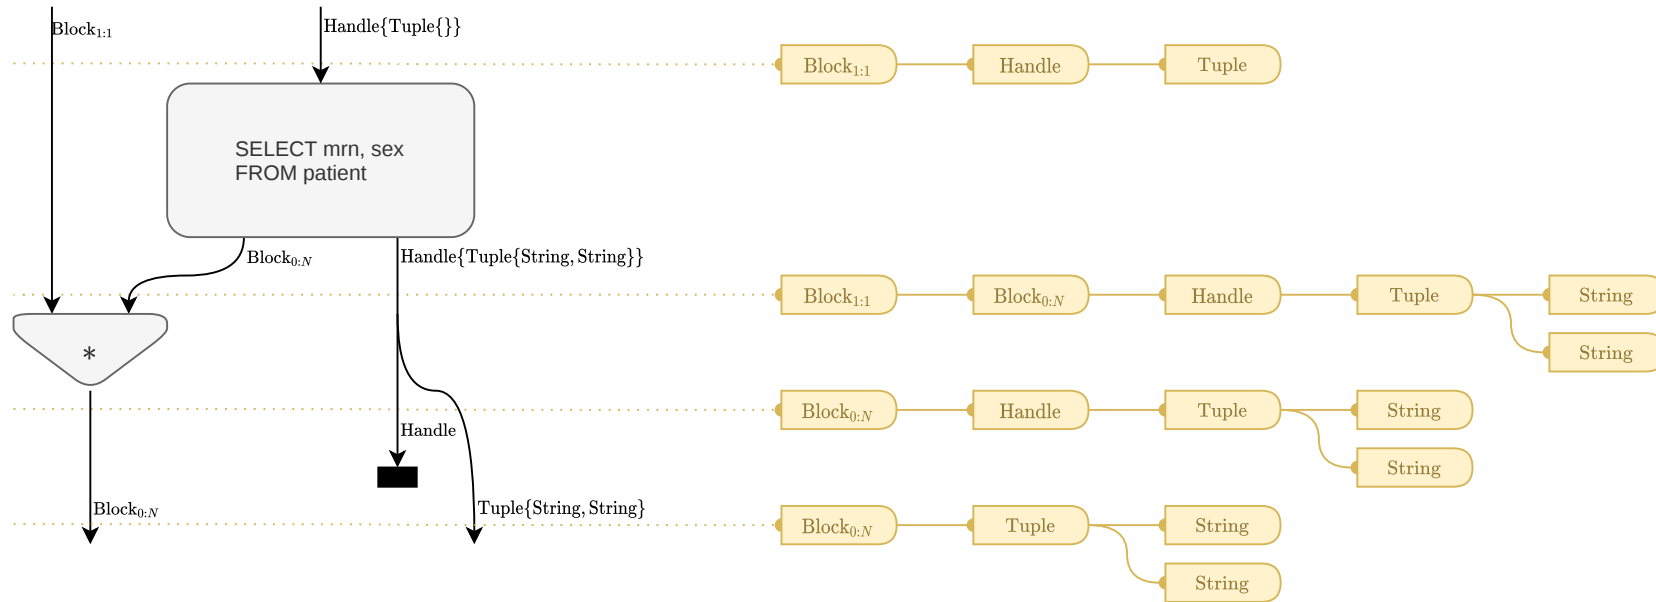 Block1:1
Handle{Tuple{}}
Block1:1 Handle Tuple
SELECT mrn, sex
FROM patient
Block0:N
Handle{Tuple{String, String}}
Block1:1 Block0:N Handle Tuple String
String
*
Block0:N Handle Tuple String
Handle
String
Block0:N
Tuple{String, String}
Block0:N Tuple String
String